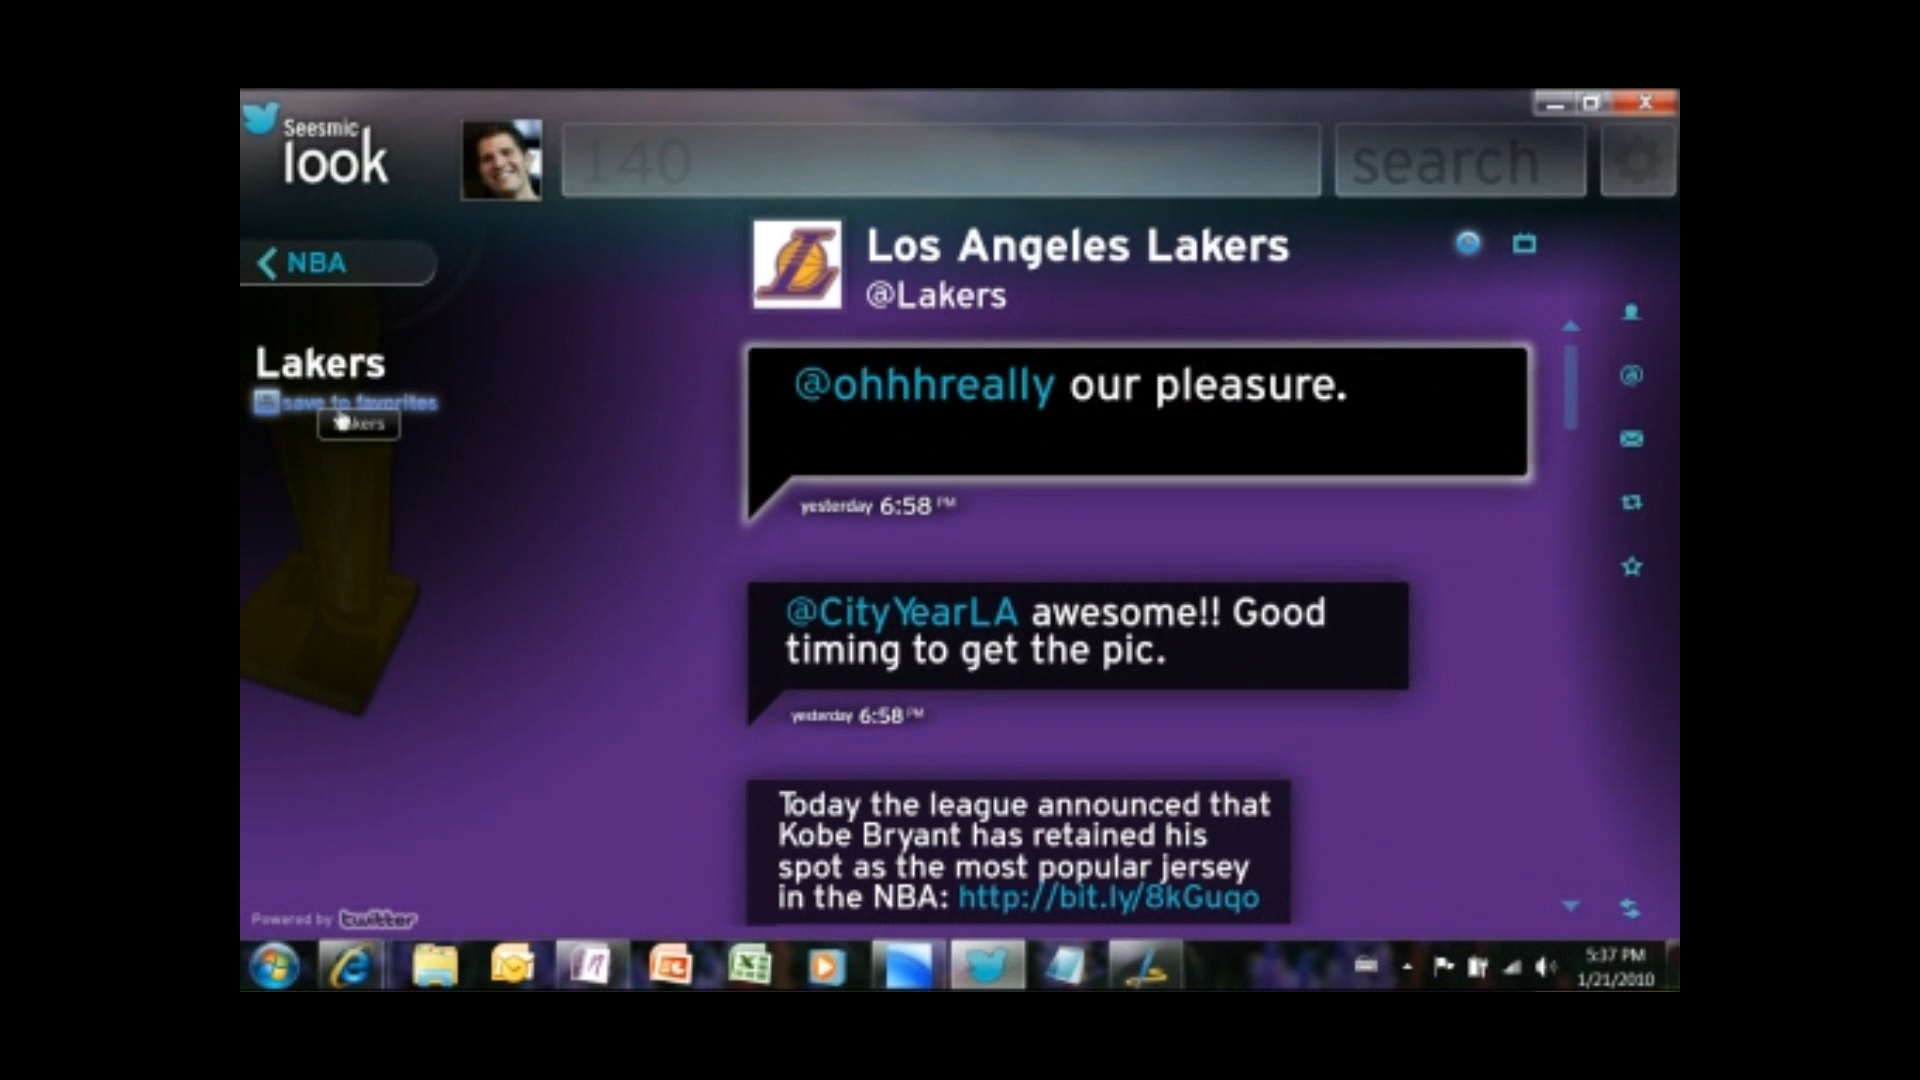 Seesmic
look
140
search
NBA
Los Angeles Lakers
@Lakers
Lakers
save to favorites
@ohhhreally our pleasure.
yesterday 6:58 PM
@CityYearLA awesome!! Good
timing to get the pic.
yesterday 6:58 PM
Today the league announced that
Kobe Bryant has retained his
spot as the most popular jersey
in the NBA: http://bit.ly/8kGuqo
Powered by twitter
5:37 PM
1/21/2010